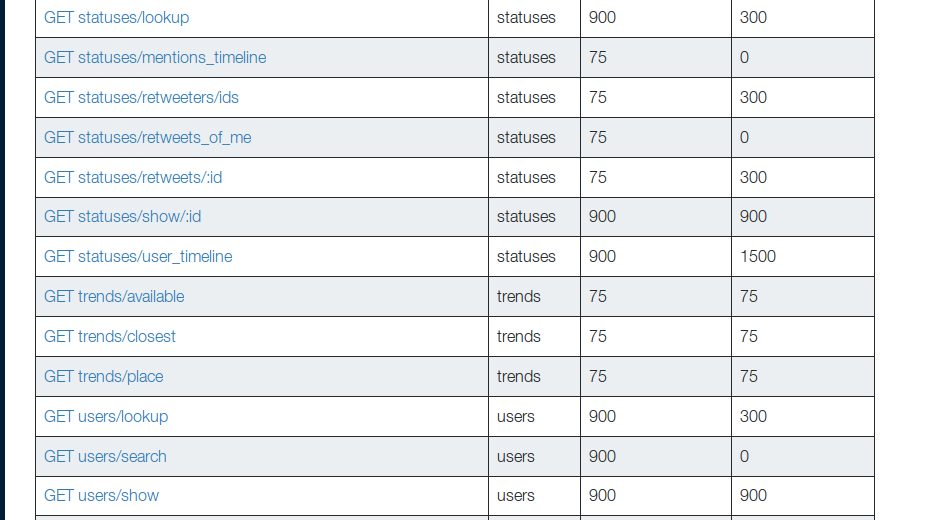 GET statuses/lookup statuses 900 300
GET statuses/mentions_timeline statuses 75 0
GET statuses/retweeters/ids statuses 75 300
GET statuses/retweets_of_me statuses 75 0
GET statuses/retweets/:id statuses 75 300
GET statuses/show/:id statuses 900 900
GET statuses/user_timeline statuses 900 1500
GET trends/available trends 75 75
GET trends/closest trends 75 75
GET trends/place trends 75 75
GET users/lookup users 900 300
GET users/search users 900 0
GET users/show users 900 900